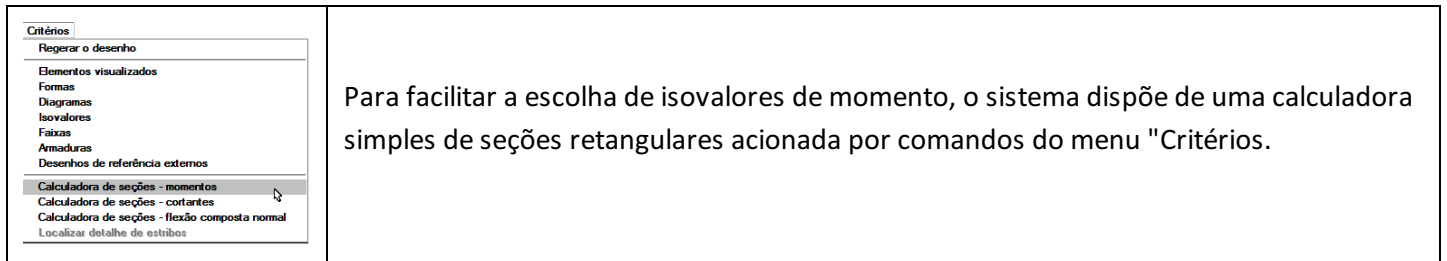 Critérios
Regerar o desenho
Elementos visualizados
Formas
Diagramas
Isovalores
Faixas
Armaduras
Desenhos de referência externos
Calculadora de seções - momentos
Calculadora de seções - cortantes
Calculadora de seções - flexão composta normal
Localizar detalhe de estribos
Para facilitar a escolha de isovalores de momento, o sistema dispõe de uma calculadora
simples de seções retangulares acionada por comandos do menu "Critérios.